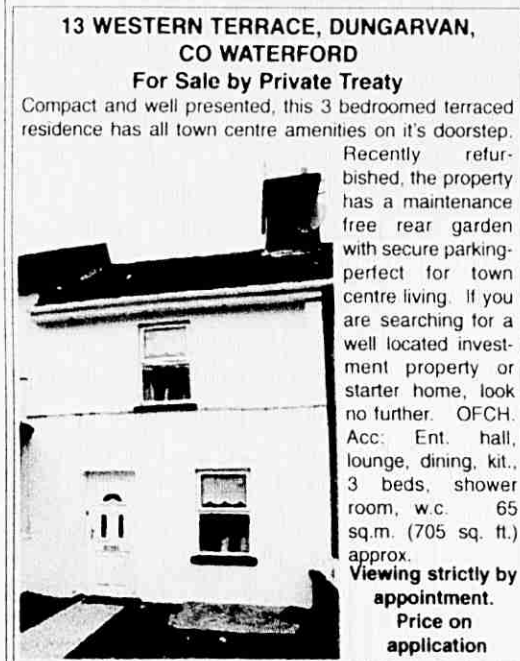 13 WESTERN TERRACE, DUNGARVAN,
CO WATERFORD
For Sale by Private Treaty
Compact and well presented, this 3 bedroomed terraced
residence has all town centre amenities on it's doorstep.
Recently refur-
bished, the property
has a maintenance
free rear garden
with secure parking-
perfect for town
centre living. If you
are searching for a
well located invest-
ment property or
starter home, look
no further. OFCH.
Acc: Ent. hall,
lounge, dining, kit.,
3 beds, shower
room, w.c. 65
sq.m. (705 sq. ft.)
approx.
Viewing strictly by
appointment.
Price on
application